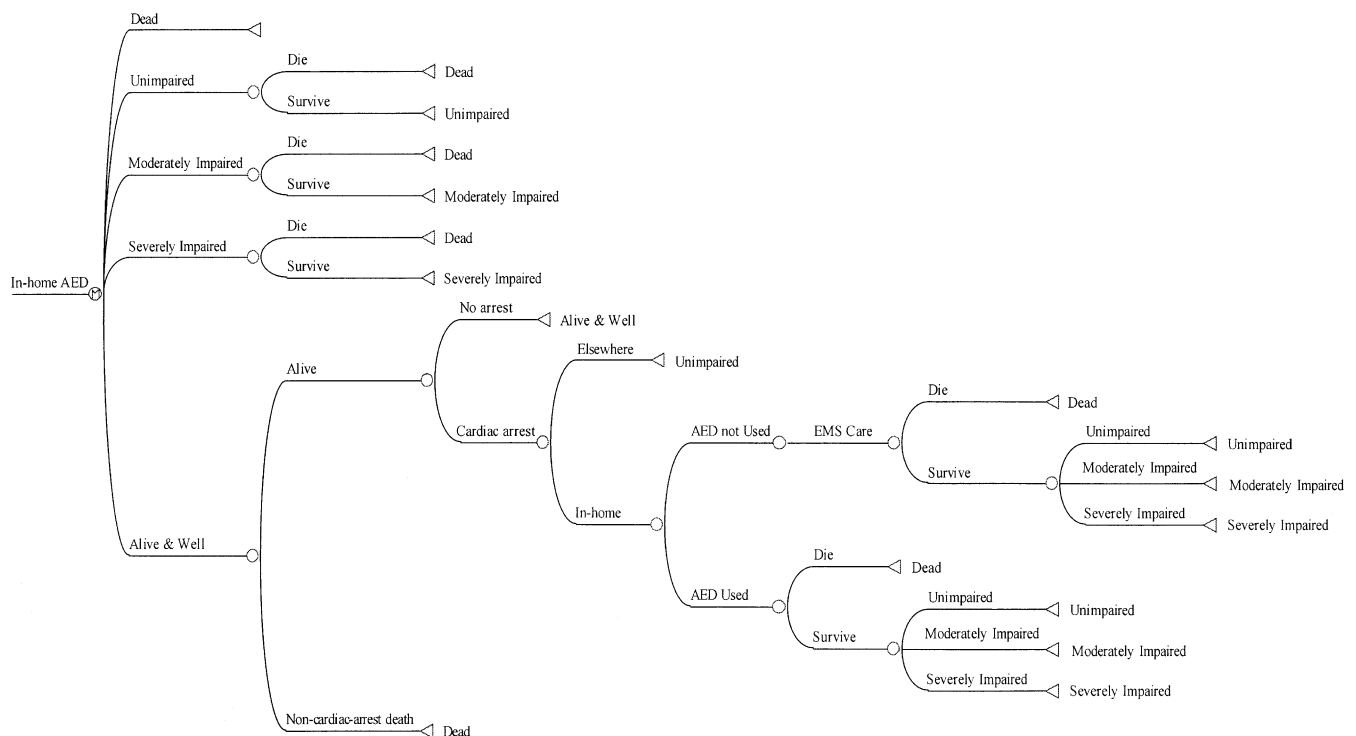 Dead
Die
Dead
Unimpaired
Survive
Unimpaired
Die
Dead
Moderately Impaired
Survive
Moderately Impaired
Die
Dead
Severely Impaired
Survive
Severely Impaired
In-home AED
M
No arrest
Alive & Well
Elsewhere
Unimpaired
Alive
Die
Dead
Cardiac arrest
AED not Used
EMS Care
Unimpaired
Unimpaired
Survive
Moderately Impaired
Moderately Impaired
In-home
Severely Impaired
Severely Impaired
Alive & Well
Die
Dead
AED Used
Unimpaired
Unimpaired
Survive
Moderately Impaired
Moderately Impaired
Severely Impaired
Severely Impaired
Non-cardiac-arrest death
Dead